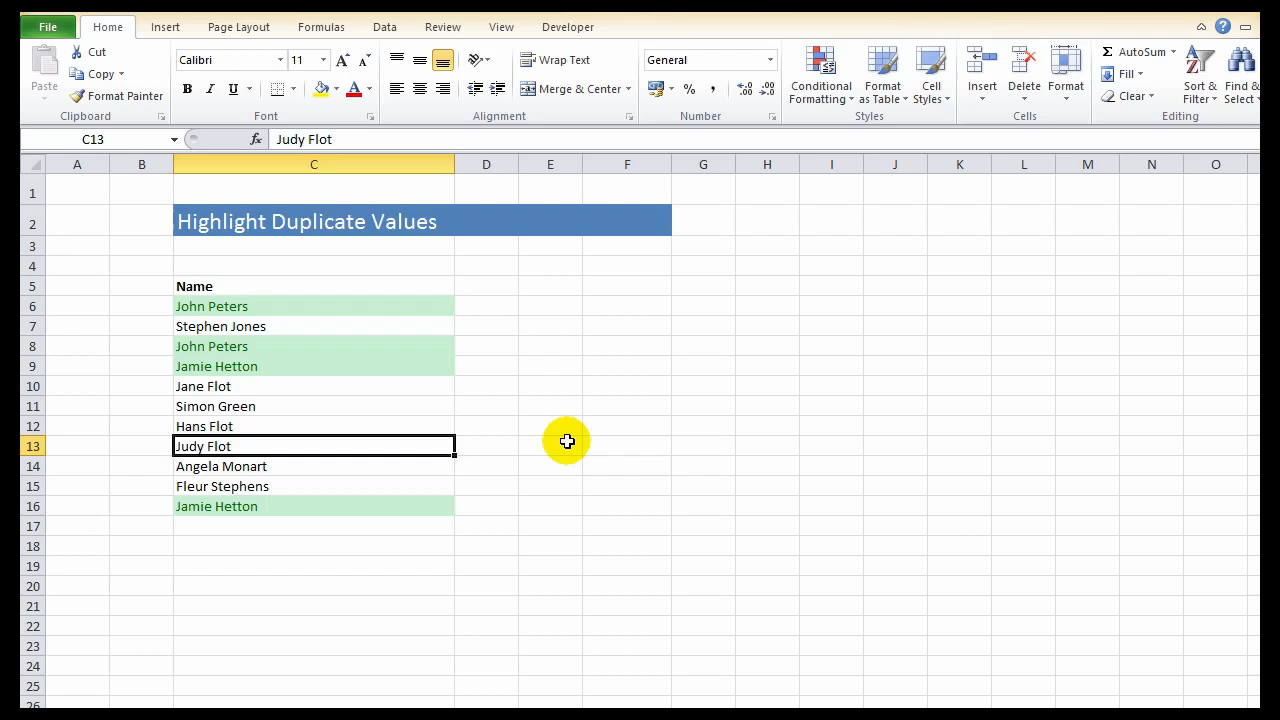 File Home Insert Page Layout Formulas Data Review View Developer
Cut Calibri 11 Wrap Text General AutoSum
Paste Copy Fill
Format Painter B I U Merge & Center % , Conditional Formatting Format as Table Cell Styles Insert Delete Format Clear Sort & Filter Find & Select
Clipboard Font Alignment Number Styles Cells Editing
C13 fx Judy Flot
A B C D E F G H I J K L M N O
1
2 Highlight Duplicate Values
3
4
5 Name
6 John Peters
7 Stephen Jones
8 John Peters
9 Jamie Hetton
10 Jane Flot
11 Simon Green
12 Hans Flot
13 Judy Flot
14 Angela Monart
15 Fleur Stephens
16 Jamie Hetton
17
18
19
20
21
22
23
24
25
26